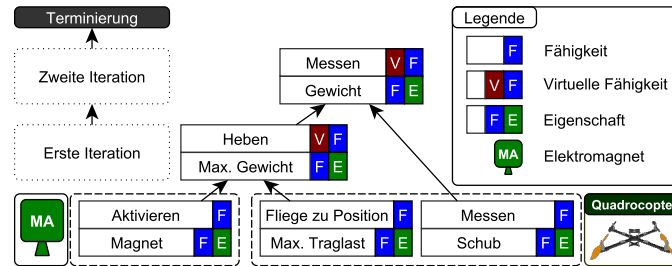 Terminierung
Zweite Iteration
Erste Iteration
Messen V F
Gewicht F E
Heben V F
Max. Gewicht F E
MA
Aktivieren F
Magnet F E
Fliege zu Position F
Max. Traglast F E
Messen F
Schub F E
Quadrocopter
Legende
F Fähigkeit
V F Virtuelle Fähigkeit
F E Eigenschaft
MA Elektromagnet